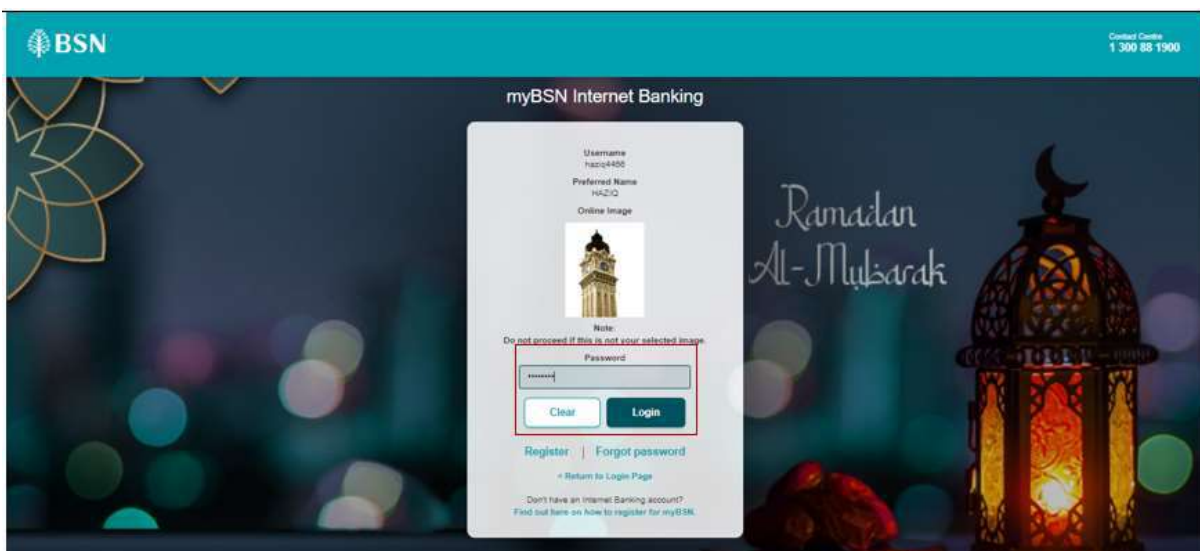 BSN
Contact Centre
1 300 88 1900
myBSN Internet Banking
Username
haziq4466
Preferred Name
HAZIQ
Online Image
Ramadan
Al-Mubarak
Note:
Do not proceed if this is not your selected image.
Password
Clear
Login
Register | Forgot password
< Return to Login Page
Don't have an Internet Banking account?
Find out here on how to register for myBSN.